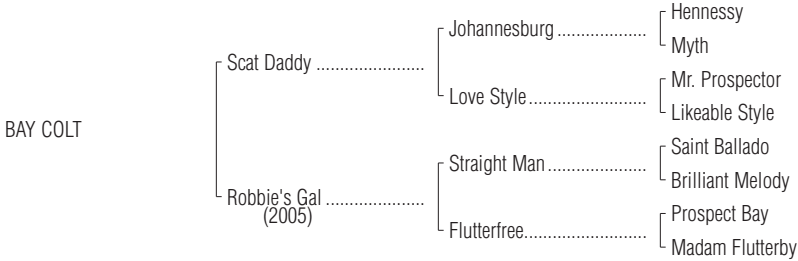 Hennessy
Johannesburg ...................
Myth
Scat Daddy .......................
Mr. Prospector
Love Style.........................
Likeable Style
BAY COLT
Saint Ballado
Straight Man.....................
Brilliant Melody
Robbie's Gal .....................
(2005)
Prospect Bay
Flutterfree..........................
Madam Flutterby